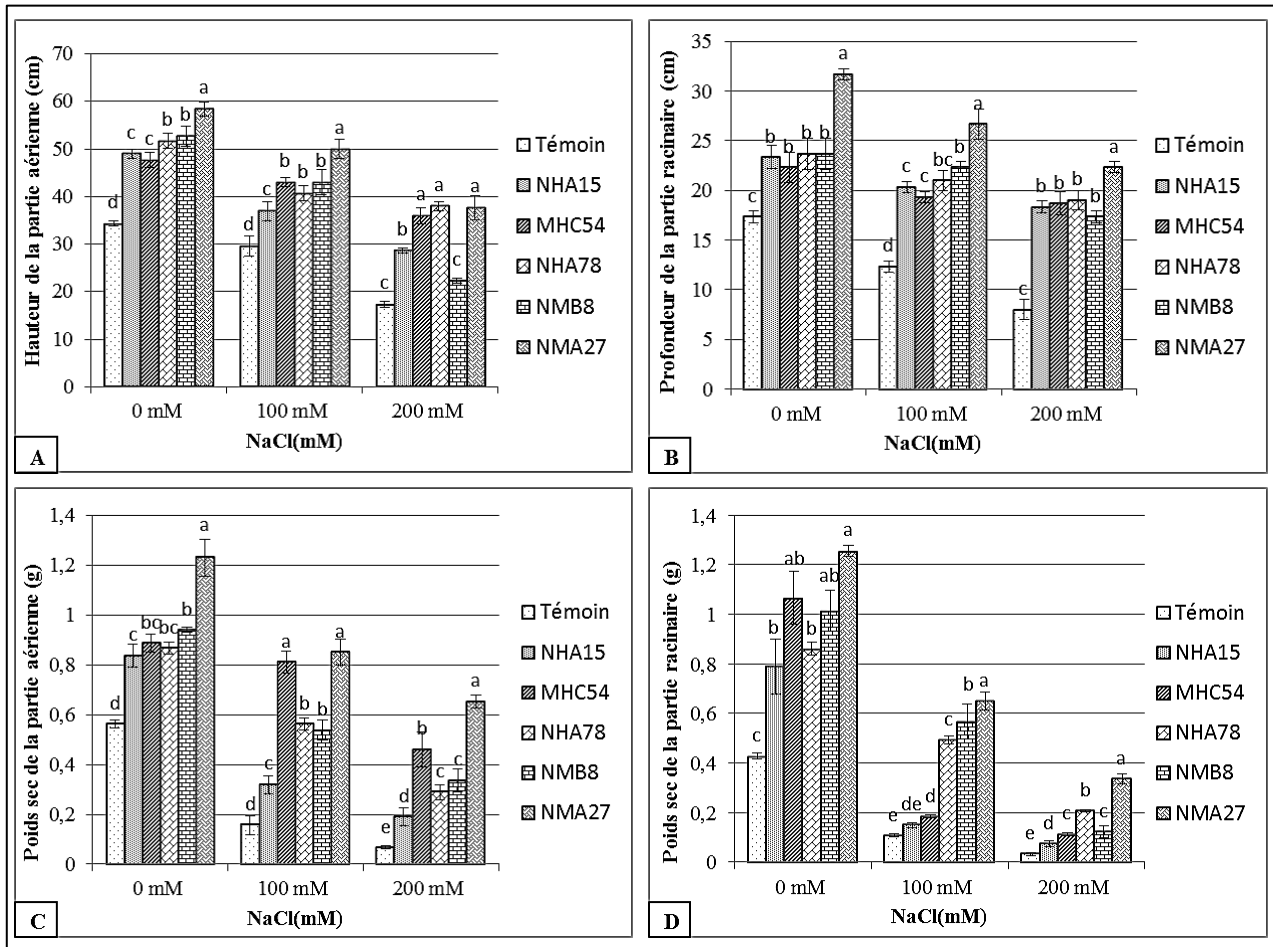 Hauteur de la partie aérienne (cm)
70
60
50
40
30
20
10
0
d c c b b a
d c b b b a
c b a a c a
0 mM 100 mM 200 mM
NaCl(mM)
Témoin
NHA15
MHC54
NHA78
NMB8
NMA27
A
Profondeur de la partie racinaire (cm)
35
30
25
20
15
10
5
0
c b b b b a
d c c bc b a
c b b b b a
0 mM 100 mM 200 mM
NaCl(mM)
Témoin
NHA15
MHC54
NHA78
NMB8
NMA27
B
Poids sec de la partie aérienne (g)
1,4
1,2
1
0,8
0,6
0,4
0,2
0
d c bc bc b a
d c a b b a
e d b c c a
0 mM 100 mM 200 mM
NaCl(mM)
Témoin
NHA15
MHC54
NHA78
NMB8
NMA27
C
Poids sec de la partie racinaire (g)
1,4
1,2
1
0,8
0,6
0,4
0,2
0
c b ab b ab a
e de d c b a
e d c b c a
0 mM 100 mM 200 mM
NaCl(mM)
Témoin
NHA15
MHC54
NHA78
NMB8
NMA27
D